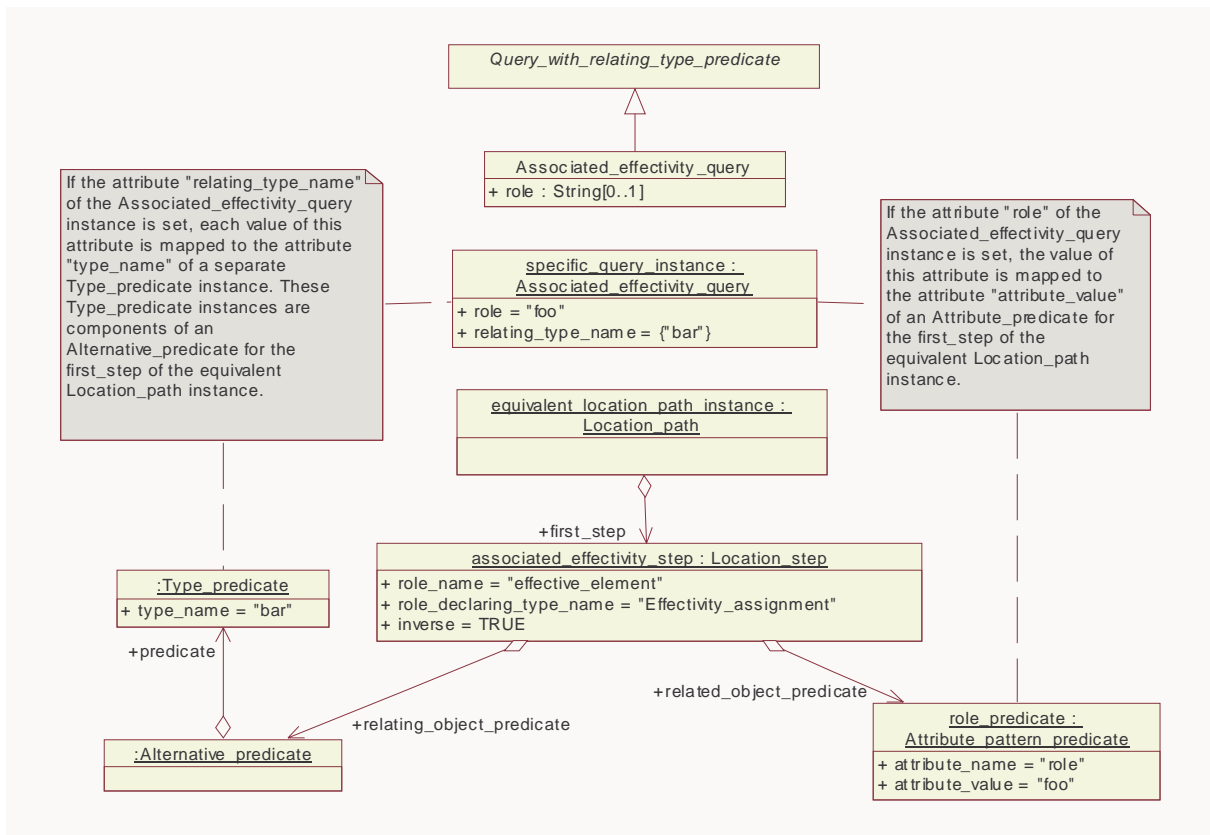 Query_with_relating_type_predicate
Associated_effectivity_query
+ role : String[0..1]
If the attribute "relating_type_name"
of the Associated_effectivity_query
instance is set, each value of this
attribute is mapped to the attribute
"type_name" of a separate
Type_predicate instance. These
Type_predicate instances are
components of an
Alternative_predicate for the
first_step of the equivalent
Location_path instance.
specific_query_instance :
Associated_effectivity_query
+ role = "foo"
+ relating_type_name = {"bar"}
If the attribute "role" of the
Associated_effectivity_query
instance is set, the value of
this attribute is mapped to
the attribute "attribute_value"
of an Attribute_predicate for
the first_step of the
equivalent Location_path
instance.
equivalent_location_path_instance :
Location_path
+first_step
associated_effectivity_step : Location_step
+ role_name = "effective_element"
+ role_declaring_type_name = "Effectivity_assignment"
+ inverse = TRUE
:Type_predicate
+ type_name = "bar"
+predicate
+relating_object_predicate
+related_object_predicate
:Alternative_predicate
role_predicate :
Attribute_pattern_predicate
+ attribute_name = "role"
+ attribute_value = "foo"